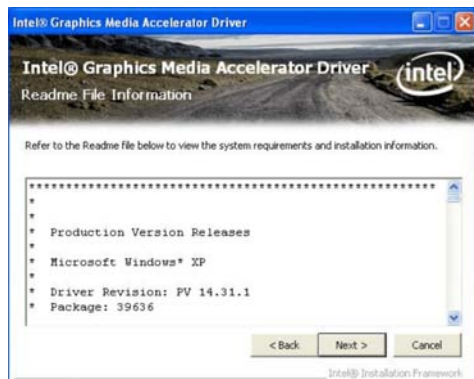 Intel® Graphics Media Accelerator Driver
Intel® Graphics Media Accelerator Driver
intel
Readme File Information
Refer to the Readme file below to view the system requirements and installation information.
********************************************************
*
*
* Production Version Releases
*
* Microsoft Windows* XP
*
* Driver Revision: PV 14.31.1
* Package: 39636
< Back
Next >
Cancel
Intel® Installation Framework